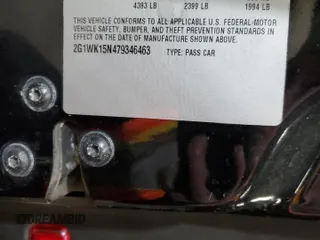 4393 LB 2399 LB 1994 LB
THIS VEHICLE CONFORMS TO ALL APPLICABLE U.S. FEDERAL-MOTOR
VEHICLE SAFETY, BUMPER, AND THEFT PREVENTION STANDARDS IN
EFFECT ON THE DATE OF MANUFACTURE SHOWN ABOVE.
2G1WK15N479346463 TYPE: PASS CAR
DREAMBID